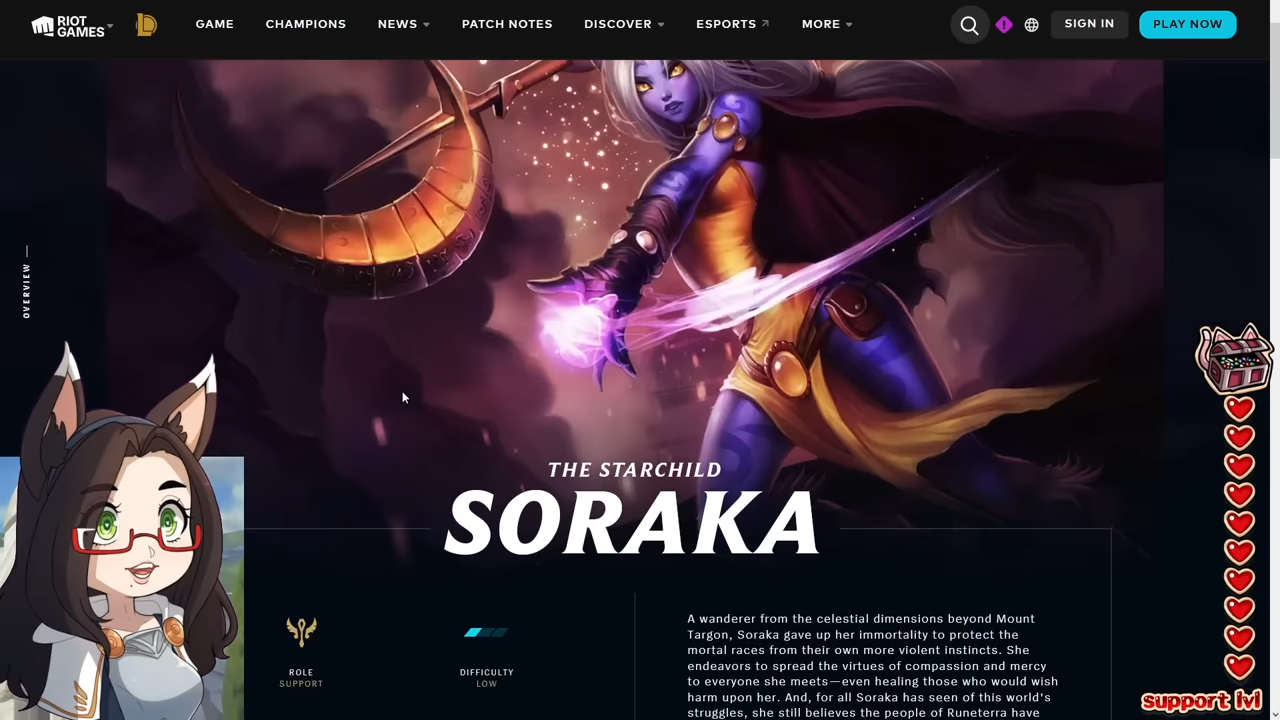 RIOT
GAMES
GAME
CHAMPIONS
NEWS
PATCH NOTES
DISCOVER
ESPORTS
MORE
SIGN IN
PLAY NOW
OVERVIEW
THE STARCHILD
SORAKA
ROLE
SUPPORT
DIFFICULTY
LOW
A wanderer from the celestial dimensions beyond Mount
Targon, Soraka gave up her immortality to protect the
mortal races from their own more violent instincts. She
endeavors to spread the virtues of compassion and mercy
to everyone she meets—even healing those who would wish
harm upon her. And, for all Soraka has seen of this world's
struggles, she still believes the people of Runeterra have
support lvl